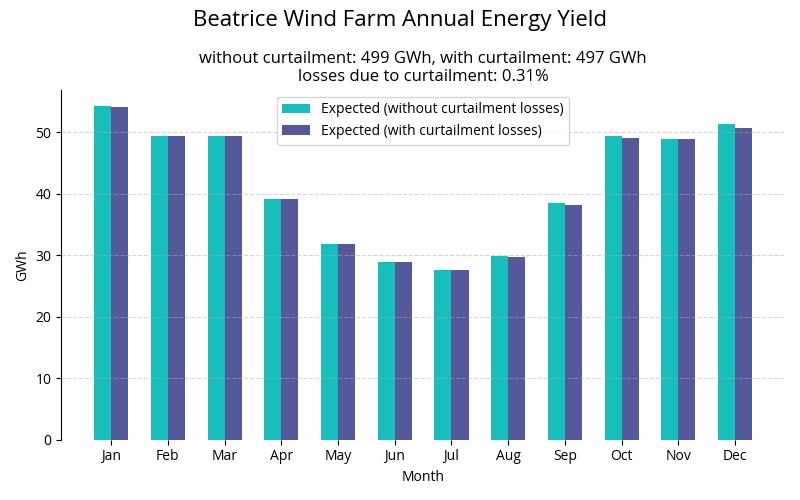 Beatrice Wind Farm Annual Energy Yield
without curtailment: 499 GWh, with curtailment: 497 GWh
losses due to curtailment: 0.31%
Expected (without curtailment losses)
Expected (with curtailment losses)
GWh
50
40
30
20
10
0
Jan Feb Mar Apr May Jun Jul Aug Sep Oct Nov Dec
Month